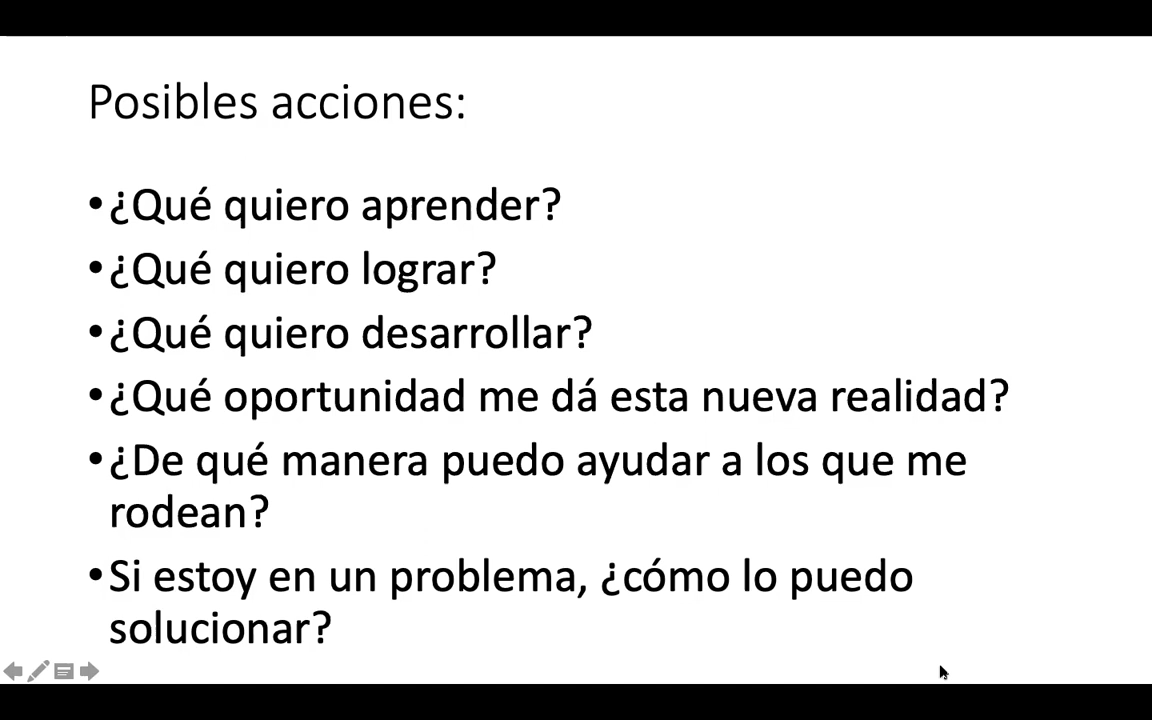 Posibles acciones:
•¿Qué quiero aprender?
•¿Qué quiero lograr?
•¿Qué quiero desarrollar?
•¿Qué oportunidad me dá esta nueva realidad?
•¿De qué manera puedo ayudar a los que me
rodean?
•Si estoy en un problema, ¿cómo lo puedo
solucionar?